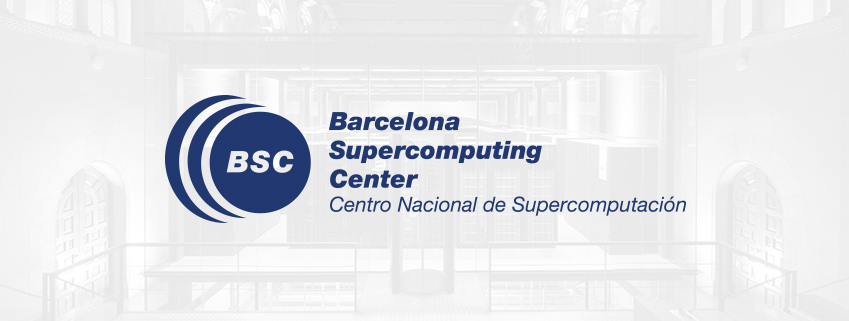 BSC
Barcelona
Supercomputing
Center
Centro Nacional de Supercomputación